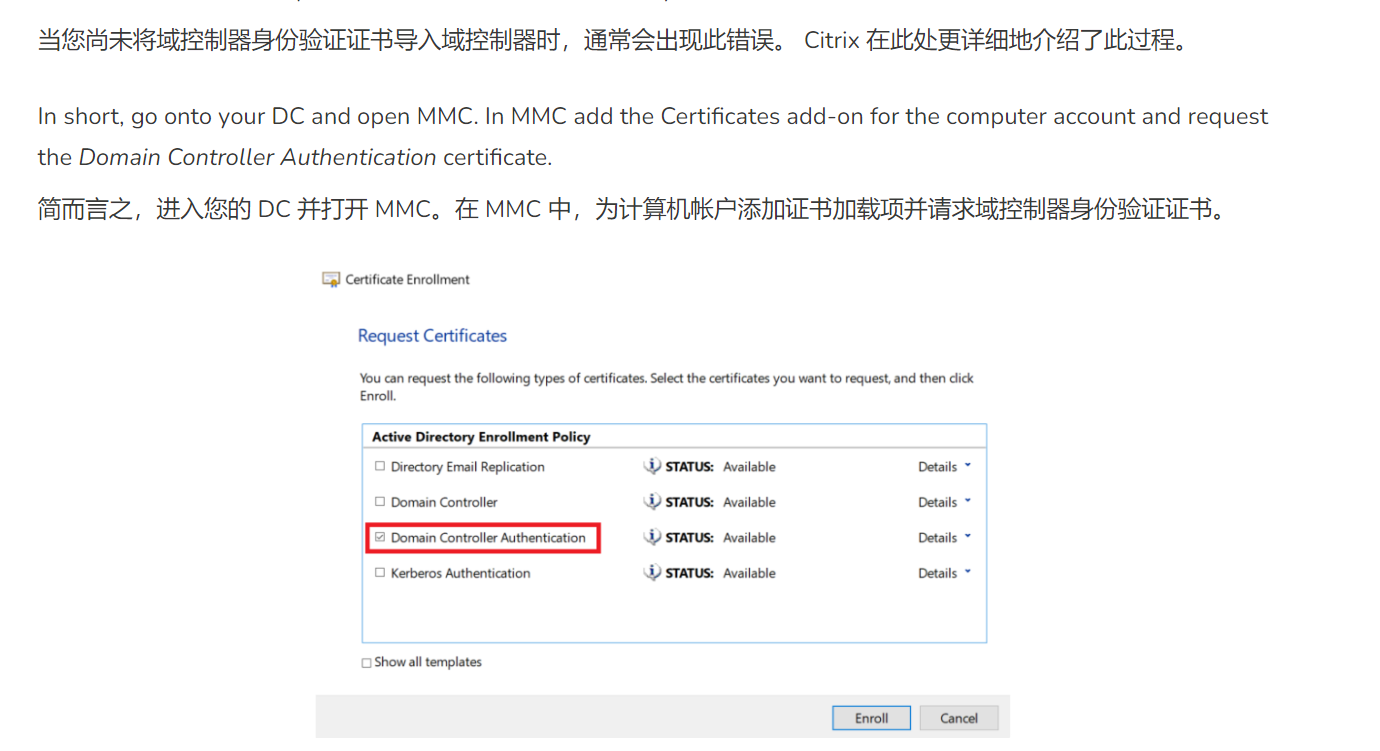 当您尚未将域控制器身份验证证书导入域控制器时，通常会出现此错误。 Citrix 在此处更详细地介绍了此过程。
In short, go onto your DC and open MMC. In MMC add the Certificates add-on for the computer account and request
the Domain Controller Authentication certificate.
简而言之，进入您的 DC 并打开 MMC。在 MMC 中，为计算机帐户添加证书加载项并请求域控制器身份验证证书。
Certificate Enrollment
Request Certificates
You can request the following types of certificates. Select the certificates you want to request, and then click
Enroll.
Active Directory Enrollment Policy
Directory Email Replication STATUS: Available Details
Domain Controller STATUS: Available Details
Domain Controller Authentication STATUS: Available Details
Kerberos Authentication STATUS: Available Details
Show all templates
Enroll Cancel